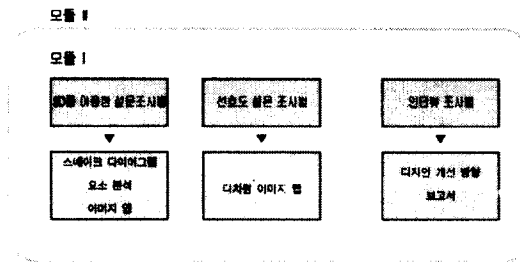 모듈 II
모듈 I
SD를 이용한 설문조사법
선호도 설문 조사법
인터뷰 조사법
스네이크 다이어그램
요소 분석
이미지 맵
다차원 이미지 맵
디자인 개선 방향
보고서